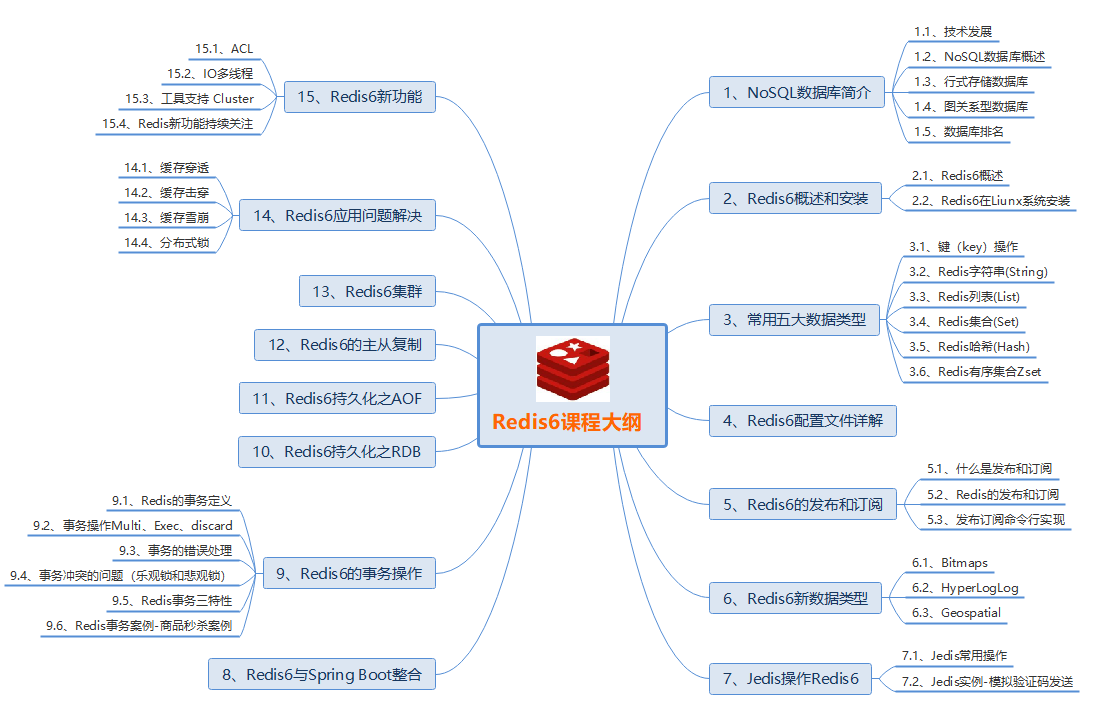 Redis6课程大纲
1、NoSQL数据库简介
1.1、技术发展
1.2、NoSQL数据库概述
1.3、行式存储数据库
1.4、图关系型数据库
1.5、数据库排名
2、Redis6概述和安装
2.1、Redis6概述
2.2、Redis6在Liunx系统安装
3、常用五大数据类型
3.1、键（key）操作
3.2、Redis字符串(String)
3.3、Redis列表(List)
3.4、Redis集合(Set)
3.5、Redis哈希(Hash)
3.6、Redis有序集合Zset
4、Redis6配置文件详解
5、Redis6的发布和订阅
5.1、什么是发布和订阅
5.2、Redis的发布和订阅
5.3、发布订阅命令行实现
6、Redis6新数据类型
6.1、Bitmaps
6.2、HyperLogLog
6.3、Geospatial
7、Jedis操作Redis6
7.1、Jedis常用操作
7.2、Jedis实例-模拟验证码发送
8、Redis6与Spring Boot整合
9、Redis6的事务操作
9.1、Redis的事务定义
9.2、事务操作Multi、Exec、discard
9.3、事务的错误处理
9.4、事务冲突的问题（乐观锁和悲观锁）
9.5、Redis事务三特性
9.6、Redis事务案例-商品秒杀案例
10、Redis6持久化之RDB
11、Redis6持久化之AOF
12、Redis6的主从复制
13、Redis6集群
14、Redis6应用问题解决
14.1、缓存穿透
14.2、缓存击穿
14.3、缓存雪崩
14.4、分布式锁
15、Redis6新功能
15.1、ACL
15.2、IO多线程
15.3、工具支持 Cluster
15.4、Redis新功能持续关注